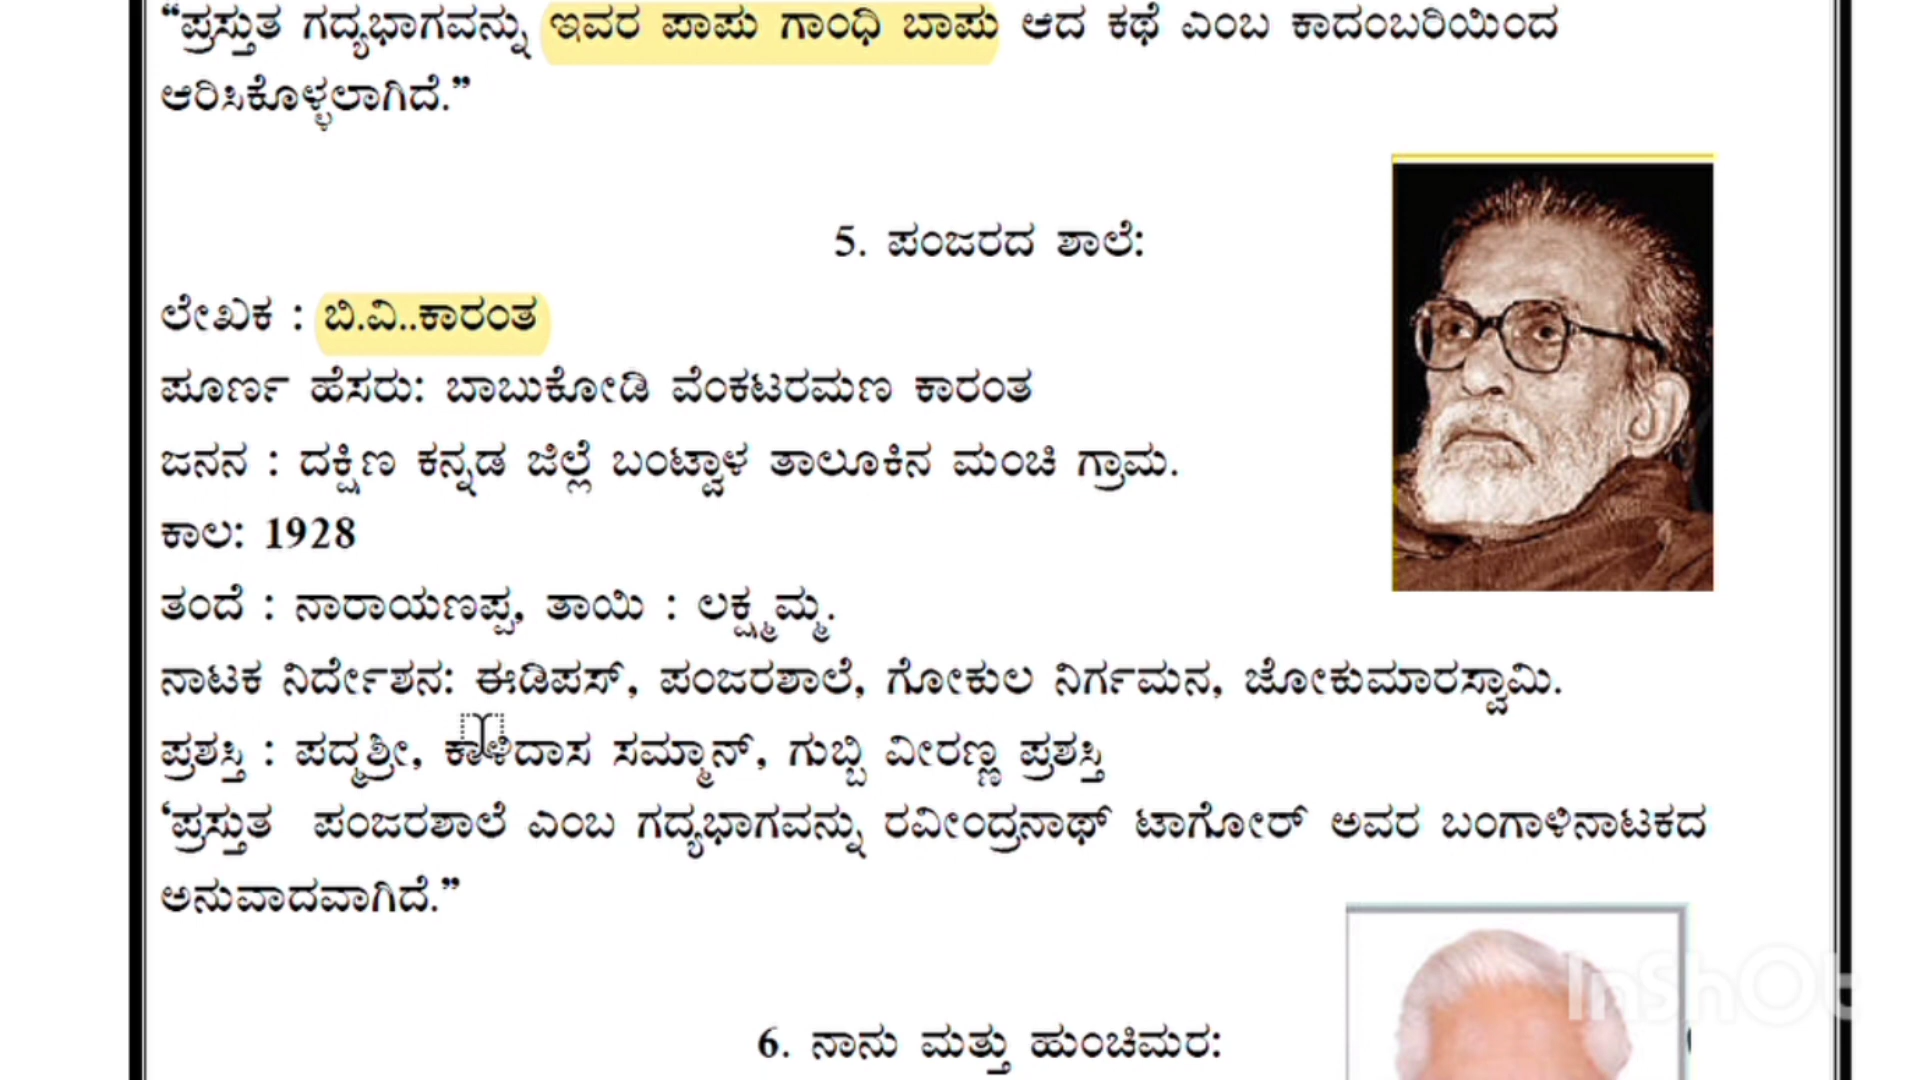 “ಪ್ರಸ್ತುತ ಗದ್ಯಭಾಗವನ್ನು ಇವರ ಪಾಪು ಗಾಂಧಿ ಬಾಪು ಆದ ಕಥೆ ಎಂಬ ಕಾದಂಬರಿಯಿಂದ
ಆರಿಸಿಕೊಳ್ಳಲಾಗಿದೆ.”
5. ಪಂಜರದ ಶಾಲೆ:
ಲೇಖಕ : ಬಿ.ವಿ..ಕಾರಂತ
ಪೂರ್ಣ ಹೆಸರು: ಬಾಬುಕೋಡಿ ವೆಂಕಟರಮಣ ಕಾರಂತ
ಜನನ : ದಕ್ಷಿಣ ಕನ್ನಡ ಜಿಲ್ಲೆ ಬಂಟ್ವಾಳ ತಾಲೂಕಿನ ಮಂಚಿ ಗ್ರಾಮ.
ಕಾಲ: 1928
ತಂದೆ : ನಾರಾಯಣಪ್ಪ, ತಾಯಿ : ಲಕ್ಷ್ಮಮ್ಮ.
ನಾಟಕ ನಿರ್ದೇಶನ: ಈಡಿಪಸ್, ಪಂಜರಶಾಲೆ, ಗೋಕುಲ ನಿರ್ಗಮನ, ಜೋಕುಮಾರಸ್ವಾಮಿ.
ಪ್ರಶಸ್ತಿ : ಪದ್ಮಶ್ರೀ, ಕಾಳಿದಾಸ ಸಮ್ಮಾನ್, ಗುಬ್ಬಿ ವೀರಣ್ಣ ಪ್ರಶಸ್ತಿ
‘ಪ್ರಸ್ತುತ ಪಂಜರಶಾಲೆ ಎಂಬ ಗದ್ಯಭಾಗವನ್ನು ರವೀಂದ್ರನಾಥ್ ಟಾಗೋರ್ ಅವರ ಬಂಗಾಳಿನಾಟಕದ
ಅನುವಾದವಾಗಿದೆ.”
InShOt
6. ನಾನು ಮತ್ತು ಹುಂಚಿಮರ: